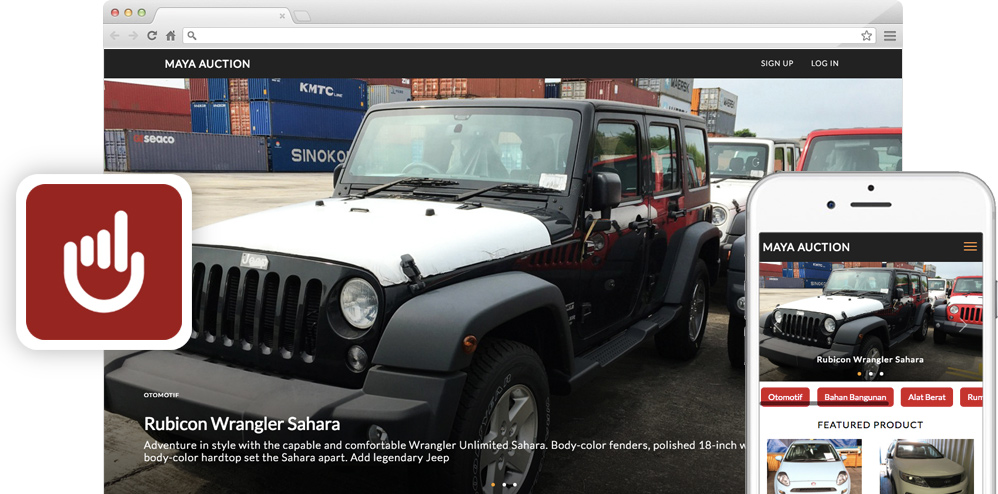 MAYA AUCTION
SIGN UP
LOG IN
KMTC LINE
seaco
SINOKOR
Jeep
OTOMOTIF
Rubicon Wrangler Sahara
Adventure in style with the capable and comfortable Wrangler Unlimited Sahara. Body-color fenders, polished 18-inch
body-color hardtop set the Sahara apart. Add legendary Jeep
MAYA AUCTION
Rubicon Wrangler Sahara
Otomotif
Bahan Bangunan
Alat Berat
FEATURED PRODUCT